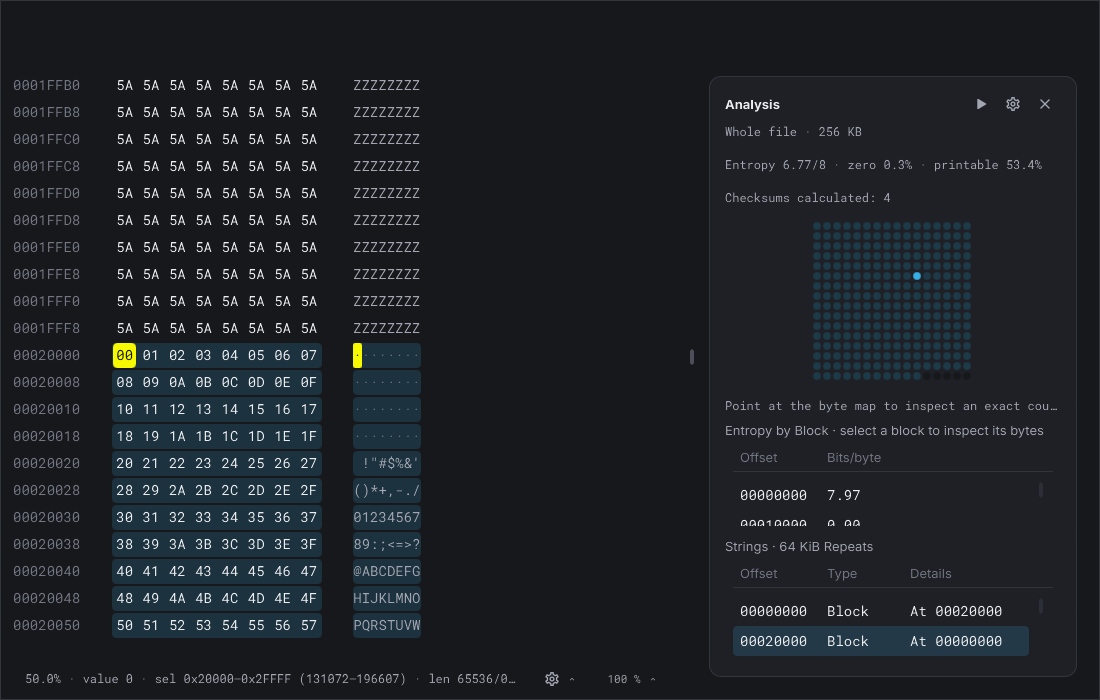 0001FFB0 5A 5A 5A 5A 5A 5A 5A 5A ZZZZZZZZ
0001FFB8 5A 5A 5A 5A 5A 5A 5A 5A ZZZZZZZZ
0001FFC0 5A 5A 5A 5A 5A 5A 5A 5A ZZZZZZZZ
0001FFC8 5A 5A 5A 5A 5A 5A 5A 5A ZZZZZZZZ
0001FFD0 5A 5A 5A 5A 5A 5A 5A 5A ZZZZZZZZ
0001FFD8 5A 5A 5A 5A 5A 5A 5A 5A ZZZZZZZZ
0001FFE0 5A 5A 5A 5A 5A 5A 5A 5A ZZZZZZZZ
0001FFE8 5A 5A 5A 5A 5A 5A 5A 5A ZZZZZZZZ
0001FFF0 5A 5A 5A 5A 5A 5A 5A 5A ZZZZZZZZ
0001FFF8 5A 5A 5A 5A 5A 5A 5A 5A ZZZZZZZZ
00020000 00 01 02 03 04 05 06 07 ········
00020008 08 09 0A 0B 0C 0D 0E 0F ········
00020010 10 11 12 13 14 15 16 17 ········
00020018 18 19 1A 1B 1C 1D 1E 1F ········
00020020 20 21 22 23 24 25 26 27  !"#$%&'
00020028 28 29 2A 2B 2C 2D 2E 2F ()*+,-./
00020030 30 31 32 33 34 35 36 37 01234567
00020038 38 39 3A 3B 3C 3D 3E 3F 89:;<=>?
00020040 40 41 42 43 44 45 46 47 @ABCDEFG
00020048 48 49 4A 4B 4C 4D 4E 4F HIJKLMNO
00020050 50 51 52 53 54 55 56 57 PQRSTUVW
50.0% · value 0 · sel 0x20000–0x2FFFF (131072–196607) · len 65536/0…
100 %
Analysis
Whole file · 256 KB
Entropy 6.77/8 · zero 0.3% · printable 53.4%
Checksums calculated: 4
Point at the byte map to inspect an exact cou…
Entropy by Block · select a block to inspect its bytes
Offset Bits/byte
00000000 7.97
00010000 0.00
Strings · 64 KiB Repeats
Offset Type Details
00000000 Block At 00020000
00020000 Block At 00000000